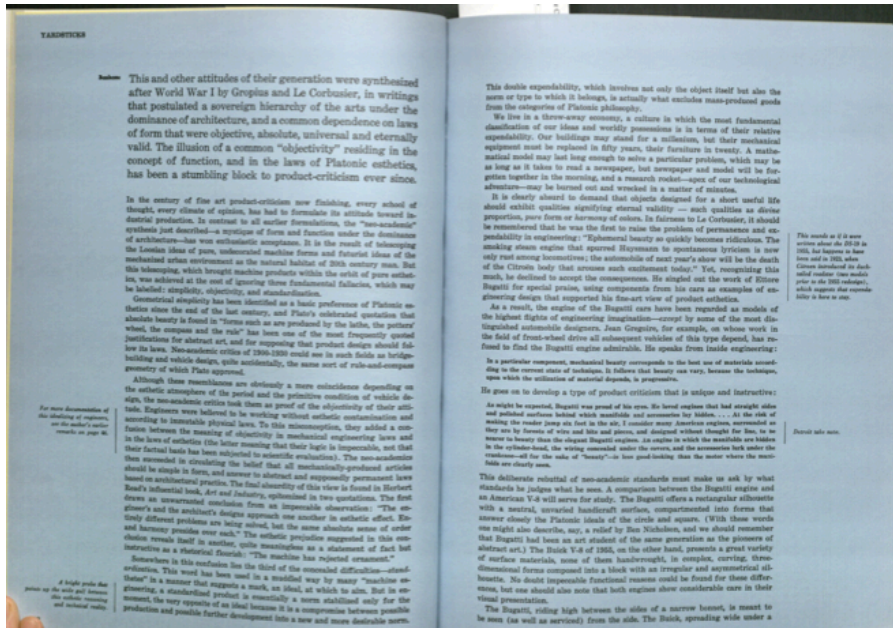 YARDSTICKS
Banham:
This and other attitudes of their generation were synthesized
after World War I by Gropius and Le Corbusier, in writings
that postulated a sovereign hierarchy of the arts under the
dominance of architecture, and a common dependence on laws
of form that were objective, absolute, universal and eternally
valid. The illusion of a common "objectivity" residing in the
concept of function, and in the laws of Platonic esthetics,
has been a stumbling block to product-criticism ever since.
In the century of fine art product-criticism now finishing, every school of
thought, every climate of opinion, has had to formulate its attitude toward in-
dustrial production. In contrast to all earlier formulations, the "neo-academic"
synthesis just described—a mystique of form and function under the dominance
of architecture—has won enthusiastic acceptance. It is the result of telescoping
the Loosian ideas of pure, undecorated machine forms and futurist ideas of the
mechanized urban environment as the natural habitat of 20th century man. But
this telescoping, which brought machine products within the orbit of pure esthet-
ics, was achieved at the cost of ignoring three fundamental fallacies, which may
be labelled: simplicity, objectivity, and standardization.
Geometrical simplicity has been identified as a basic preference of Platonic es-
thetics since the end of the last century, and Plato's celebrated quotation that
absolute beauty is found in "forms such as are produced by the lathe, the potters'
wheel, the compass and the rule" has been one of the most frequently quoted
justifications for abstract art, and for supposing that product design should fol-
low its laws. Neo-academic critics of 1900-1930 could see in such fields as bridge-
building and vehicle design, quite accidentally, the same sort of rule-and-compass
geometry of which Plato approved.
Although these resemblances are obviously a mere coincidence depending on
the esthetic atmosphere of the period and the primitive condition of vehicle de-
sign, the neo-academic critics took them as proof of the objectivity of their atti-
tude. Engineers were believed to be working without esthetic contamination and
according to immutable physical laws. To this misconception, they added a con-
fusion between the meaning of objectivity in mechanical engineering laws and
in the laws of esthetics (the latter meaning that their logic is impeccable, not that
their factual basis has been subjected to scientific evaluation). The neo-academics
then succeeded in circulating the belief that all mechanically-produced articles
should be simple in form, and answer to abstract and supposedly permanent laws
based on architectural practice. The final absurdity of this view is found in Herbert
Read's influential book, Art and Industry, epitomised in two quotations. The first
draws an unwarranted conclusion from an impeccable observation: "The en-
gineer's and the architect's designs approach one another in esthetic effect. En-
tirely different problems are being solved, but the same absolute sense of order
and harmony presides over each." The esthetic prejudice suggested in this con-
clusion reveals itself in another, quite meaningless as a statement of fact but
instructive as a rhetorical flourish: "The machine has rejected ornament."
Somewhere in this confusion lies the third of the concealed difficulties—stand-
ardization. This word has been used in a muddled way by many "machine es-
thetes" in a manner that suggests a mark, an ideal, at which to aim. But in en-
gineering, a standardized product is essentially a norm stabilized only for the
moment, the very opposite of an ideal because it is a compromise between possible
production and possible further development into a new and more desirable norm.
For more documentation of
this idealizing of engineers,
see the author's earlier
remarks on page
A bright probe that
points up the wide gulf between
this esthetic reasoning
and technical reality.
This double expendability, which involves not only the object itself but also the
norm or type to which it belongs, is actually what excludes mass-produced goods
from the categories of Platonic philosophy.
We live in a throw-away economy, a culture in which the most fundamental
classification of our ideas and worldly possessions is in terms of their relative
expendability. Our buildings may stand for a millenium, but their mechanical
equipment must be replaced in fifty years, their furniture in twenty. A mathe-
matical model may last long enough to solve a particular problem, which may be
as long as it takes to read a newspaper, but newspaper and model will be for-
gotten together in the morning, and a research rocket—apex of our technological
adventure—may be burned out and wrecked in a matter of minutes.
It is clearly absurd to demand that objects designed for a short useful life
should exhibit qualities signifying eternal validity — such qualities as divine
proportion, pure form or harmony of colors. In fairness to Le Corbusier, it should
be remembered that he was the first to raise the problem of permanence and ex-
pendability in engineering: "Ephemeral beauty so quickly becomes ridiculous. The
smoking steam engine that spurred Huysmans to spontaneous lyricism is now
only rust among locomotives; the automobile of next year's show will be the death
of the Citroën body that arouses such excitement today." Yet, recognizing this
much, he declined to accept the consequences. He singled out the work of Ettore
Bugatti for special praise, using components from his cars as examples of en-
gineering design that supported his fine-art view of product esthetics.
As a result, the engine of the Bugatti cars have been regarded as models of
the highest flights of engineering imagination—except by some of the most dis-
tinguished automobile designers. Jean Gregoire, for example, on whose work in
the field of front-wheel drive all subsequent vehicles of this type depend, has re-
fused to find the Bugatti engine admirable. He speaks from inside engineering:
In a particular component, mechanical beauty corresponds to the best use of materials accord-
ing to the current state of technique. It follows that beauty can vary, because the technique,
upon which the utilization of material depends, is progressive.
He goes on to develop a type of product criticism that is unique and instructive:
As might be expected, Bugatti was proud of his eyes. He loved engines that had straight sides
and polished surfaces behind which manifolds and accessories lay hidden. . . . At the risk of
making the reader jump six feet in the air, I consider many American engines, surrounded as
they are by forests of wire and bits and pieces, and designed without thought for line, to be
nearer to beauty than the elegant Bugatti engines. An engine in which the manifolds are hidden
in the cylinder-head, the wiring concealed under the covers, and the accessories lurk under the
crankcase—all for the sake of "beauty"—is less good-looking than the motor where the mani-
folds are clearly seen.
This deliberate rebuttal of neo-academic standards must make us ask by what
standards he judges what he sees. A comparison between the Bugatti engine and
an American V-8 will serve for study. The Bugatti offers a rectangular silhouette
with a neutral, unvaried handcraft surface, compartmented into forms that
answer closely the Platonic ideals of the circle and square. (With these words
one might also describe, say, a relief by Ben Nicholson, and we should remember
that Bugatti had been an art student of the same generation as the pioneers of
abstract art.) The Buick V-8 of 1955, on the other hand, presents a great variety
of surface materials, none of them handwrought, in complex, curving, three-
dimensional forms composed into a block with an irregular and asymmetrical sil-
houette. No doubt impeccable functional reasons could be found for these differ-
ences, but one should also note that both engines show considerable care in their
visual presentation.
The Bugatti, riding high between the sides of a narrow bonnet, is meant to
be seen (as well as serviced) from the side. The Buick, spreading wide under a
This sounds as if it were
written about the DS-19 in
1955, but happens to have
been said in 1925, when
Citroen introduced its
radiator (two models
prior to the 1955 redesign),
which suggests that expenda-
bility is here to stay.
Detroit take note.